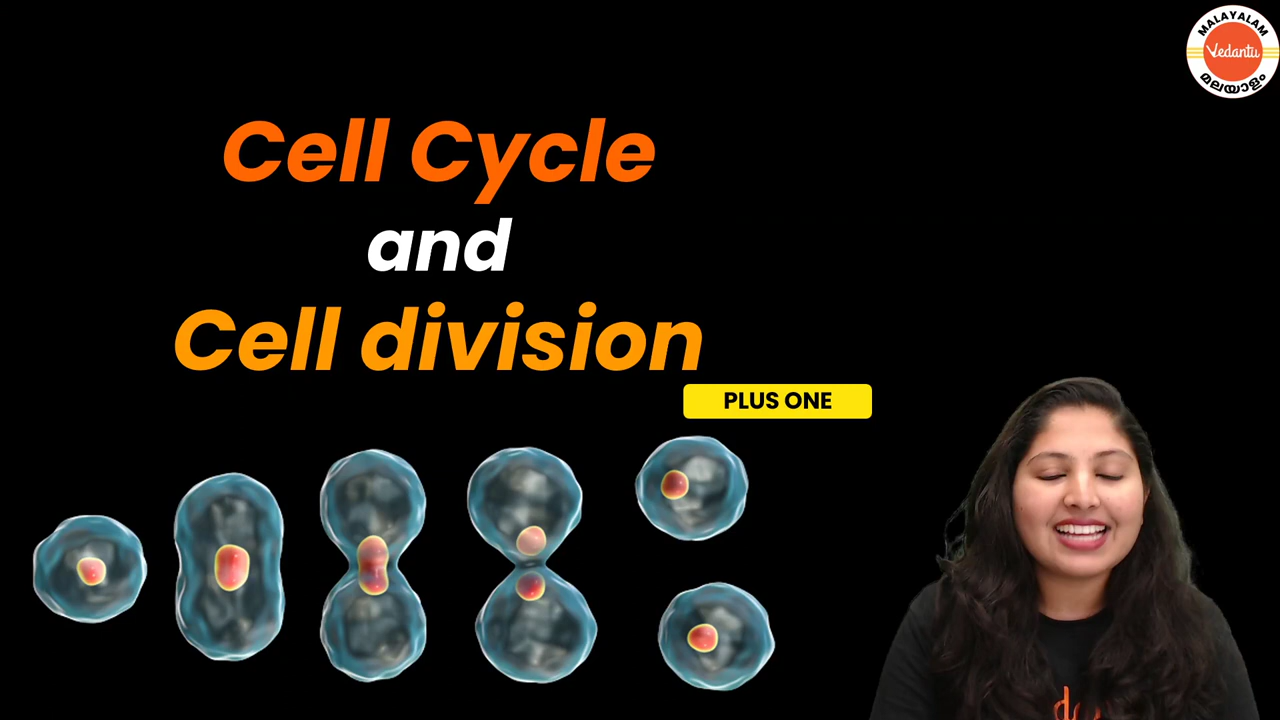 MALAYALAM
Vedantu
മലയാളം
Cell Cycle
and
Cell division
PLUS ONE